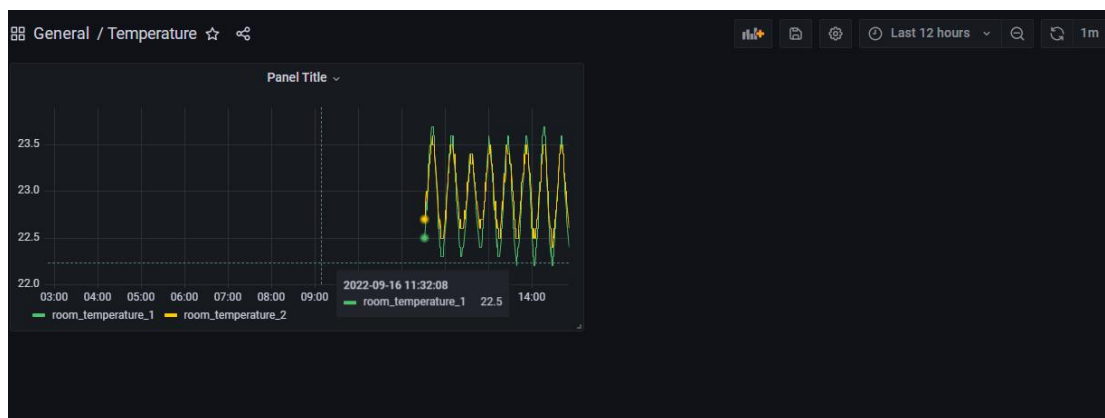 General / Temperature
Last 12 hours
1m
Panel Title
23.5
23.0
22.5
22.0
03:00 04:00 05:00 06:00 07:00 08:00 09:00 14:00
2022-09-16 11:32:08
room_temperature_1 22.5
room_temperature_1 room_temperature_2